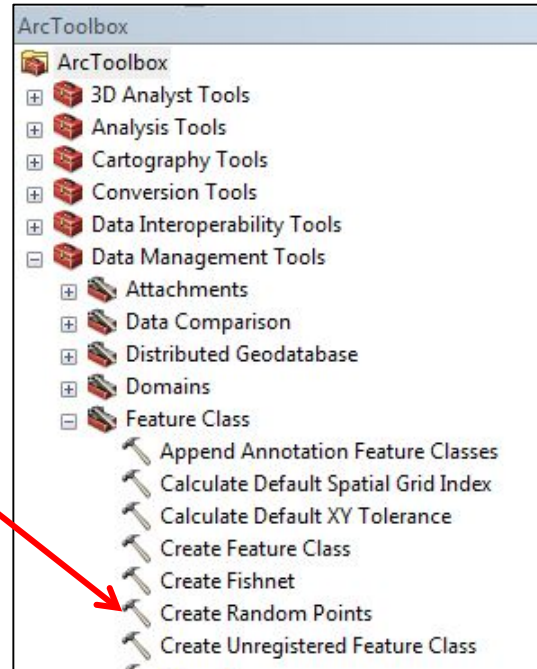 ArcToolbox
ArcToolbox
3D Analyst Tools
Analysis Tools
Cartography Tools
Conversion Tools
Data Interoperability Tools
Data Management Tools
Attachments
Data Comparison
Distributed Geodatabase
Domains
Feature Class
Append Annotation Feature Classes
Calculate Default Spatial Grid Index
Calculate Default XY Tolerance
Create Feature Class
Create Fishnet
Create Random Points
Create Unregistered Feature Class